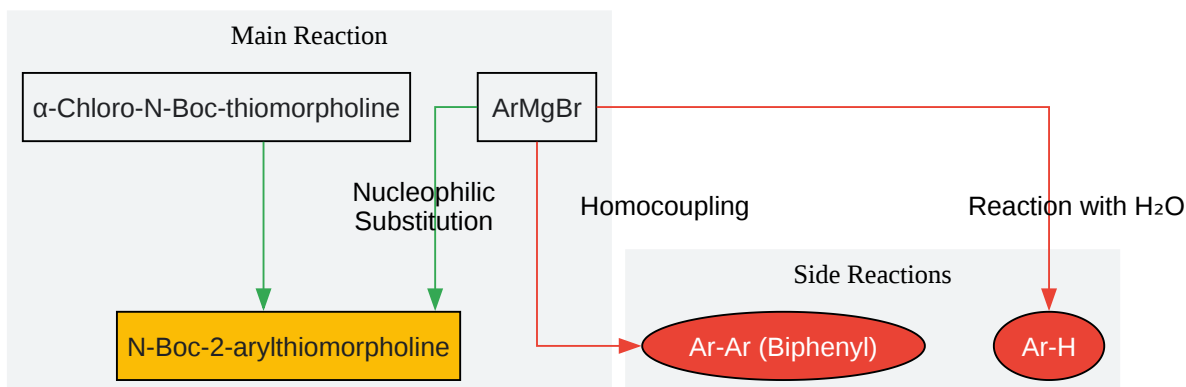 Main Reaction
α-Chloro-N-Boc-thiomorpholine
ArMgBr
Nucleophilic
Substitution
Homocoupling
Reaction with H₂O
Side Reactions
N-Boc-2-arylthiomorpholine
Ar-Ar (Biphenyl)
Ar-H